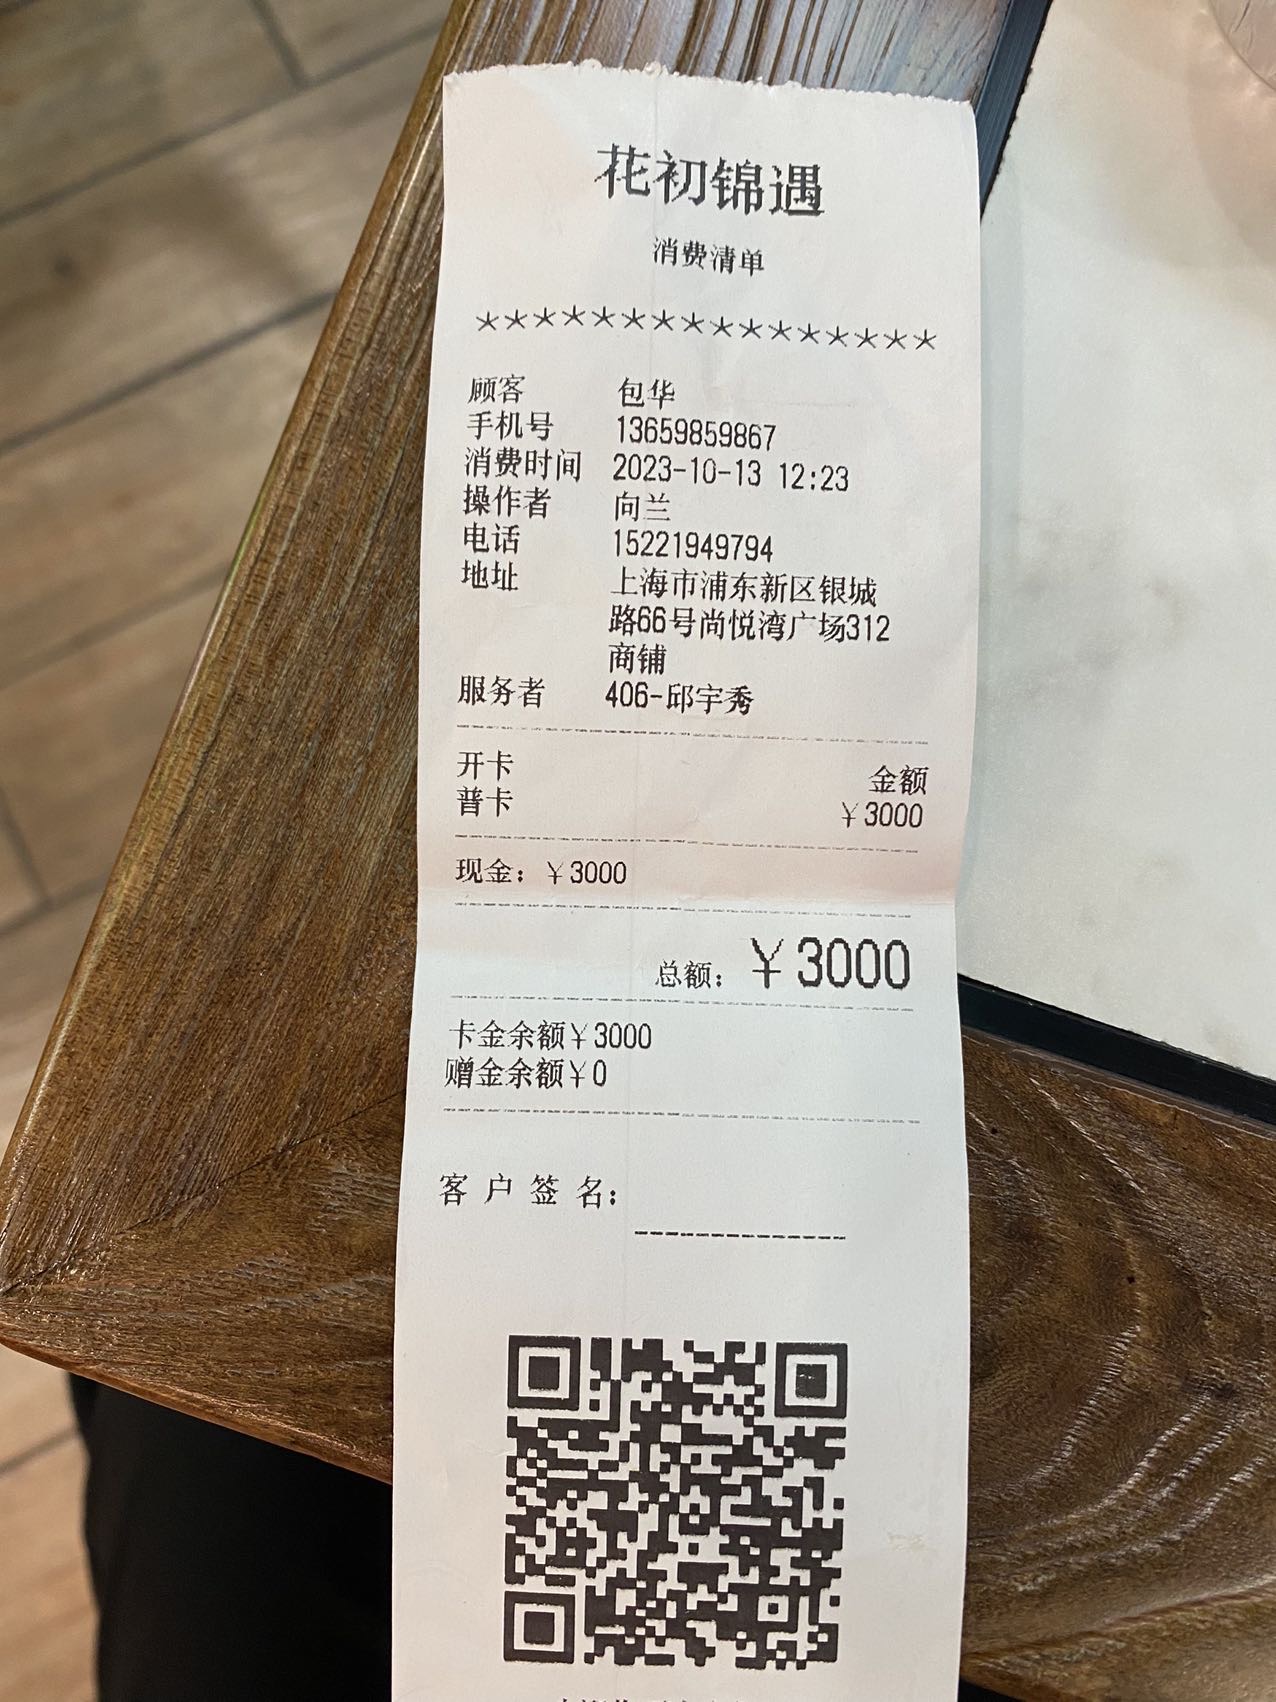 花初锦遇
消费清单
****************
顾客 包华
手机号 13659859867
消费时间 2023-10-13 12:23
操作者 向兰
电话 15221949794
地址 上海市浦东新区银城
路66号尚悦湾广场312
商铺
服务者 406-邱宇秀
开卡 金额
普卡 ￥3000
现金：￥3000
总额：￥3000
卡金余额￥3000
赠金余额￥0
客户签名：